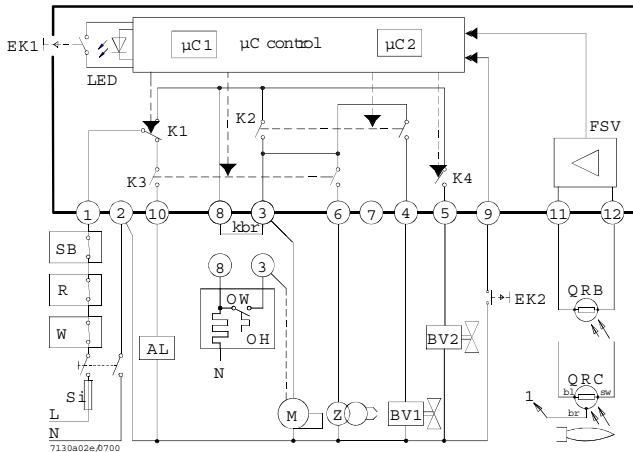 EK1
µC1
µC control
µC2
LED
FSV
K1
K2
K3
K4
1
2
10
8
3
6
7
4
5
9
11
12
kbr
SB
R
W
Si
L
N
7130a02e/0700
AL
8
3
OW
OH
N
M
Z
BV1
BV2
EK2
QRB
QRC
bl
sw
br
1